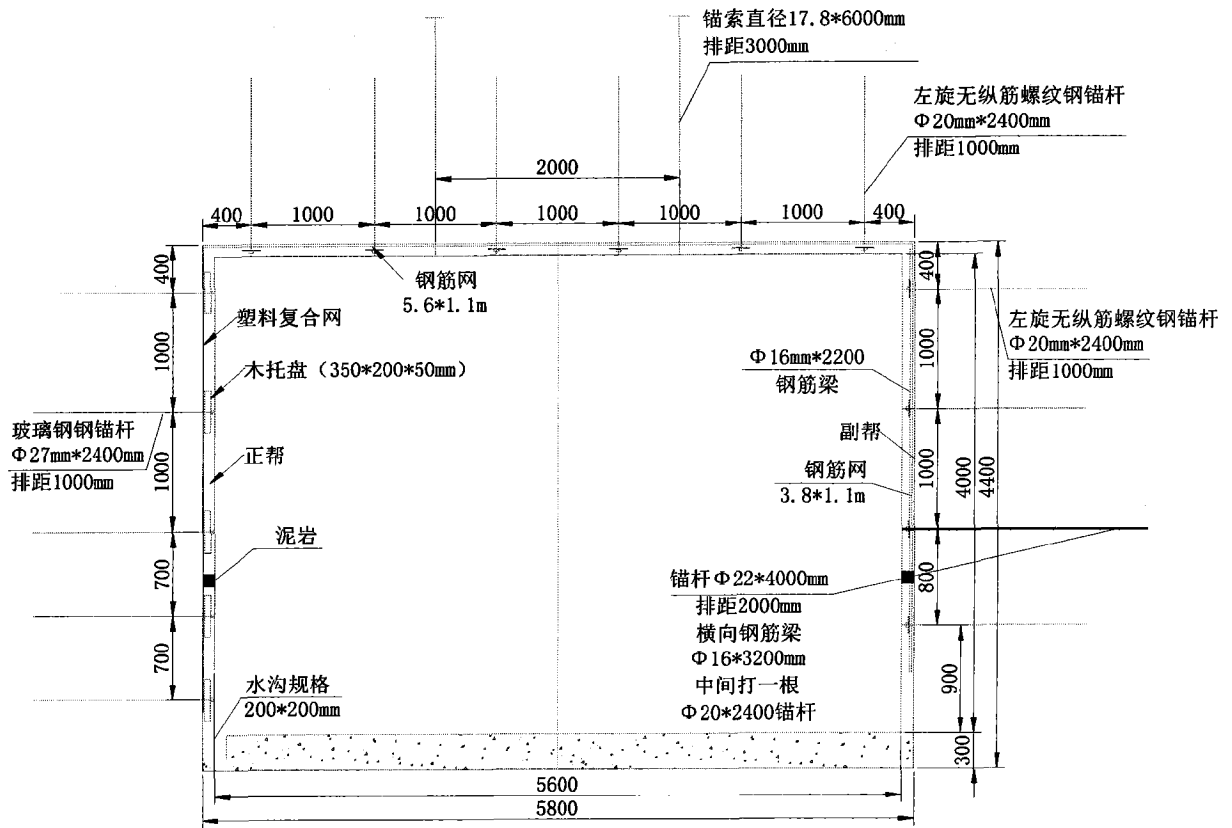 锚索直径17.8*6000mm
排距3000mm
左旋无纵筋螺纹钢锚杆
Φ20mm*2400mm
排距1000mm
2000
400
1000
1000
1000
1000
1000
400
400
1000
1000
700
700
钢筋网
5.6*1.1m
塑料复合网
木托盘（350*200*50mm）
玻璃钢钢锚杆
Φ27mm*2400mm
排距1000mm
正帮
泥岩
水沟规格
200*200mm
左旋无纵筋螺纹钢锚杆
Φ20mm*2400mm
排距1000mm
Φ16mm*2200
钢筋梁
副帮
钢筋网
3.8*1.1m
锚杆Φ22*4000mm
排距2000mm
横向钢筋梁
Φ16*3200mm
中间打一根
Φ20*2400锚杆
400
1000
1000
800
900
300
4000
4400
5600
5800